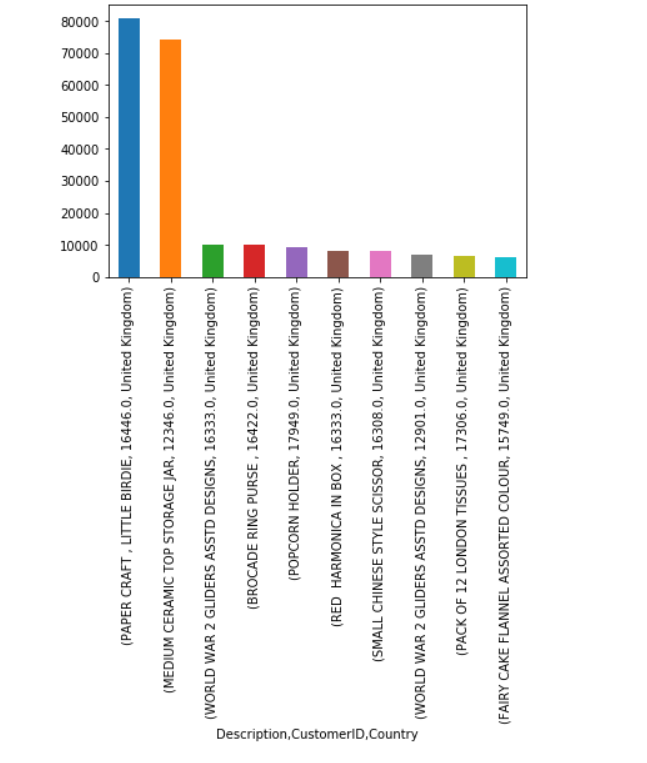 80000
70000
60000
50000
40000
30000
20000
10000
0
(PAPER CRAFT , LITTLE BIRDIE, 16446.0, United Kingdom)
(MEDIUM CERAMIC TOP STORAGE JAR, 12346.0, United Kingdom)
(WORLD WAR 2 GLIDERS ASSTD DESIGNS, 16333.0, United Kingdom)
(BROCADE RING PURSE , 16422.0, United Kingdom)
(POPCORN HOLDER, 17949.0, United Kingdom)
(RED  HARMONICA IN BOX , 16333.0, United Kingdom)
(SMALL CHINESE STYLE SCISSOR, 16308.0, United Kingdom)
(WORLD WAR 2 GLIDERS ASSTD DESIGNS, 12901.0, United Kingdom)
(PACK OF 12 LONDON TISSUES , 17306.0, United Kingdom)
(FAIRY CAKE FLANNEL ASSORTED COLOUR, 15749.0, United Kingdom)
Description,CustomerID,Country